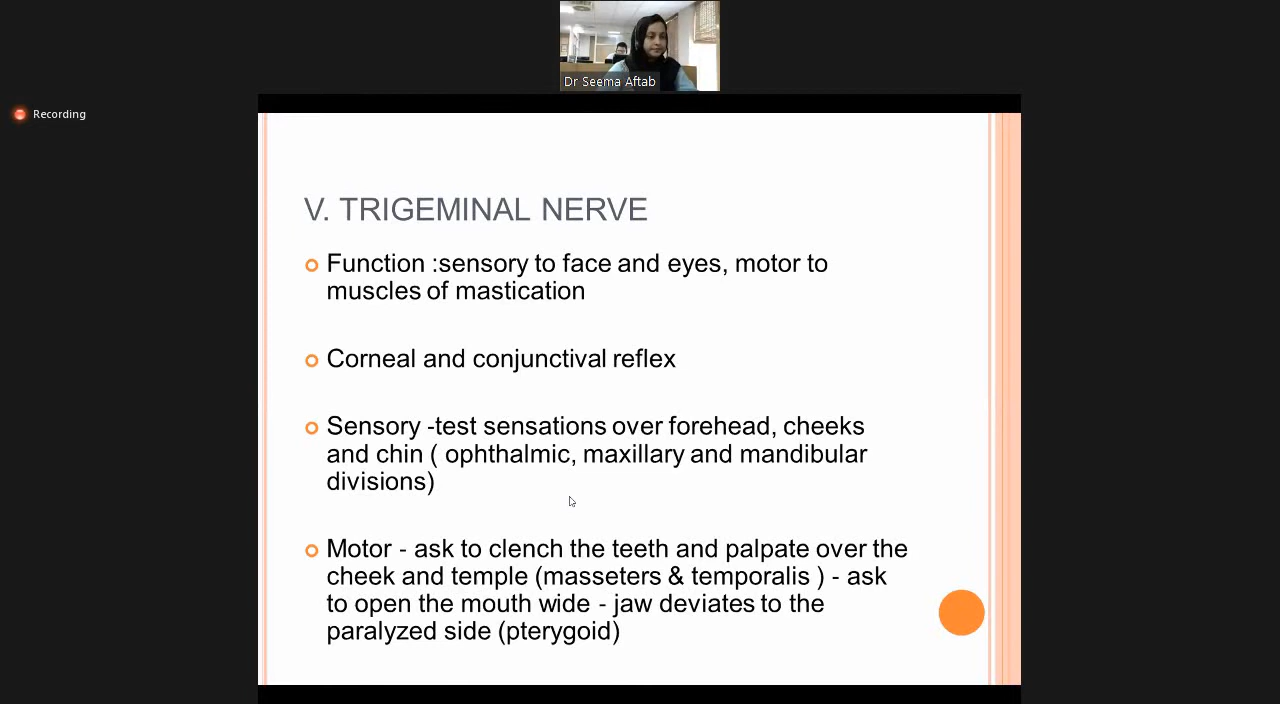 Dr Seema Aftab
Recording
V. TRIGEMINAL NERVE
Function :sensory to face and eyes, motor to
muscles of mastication
Corneal and conjunctival reflex
Sensory -test sensations over forehead, cheeks
and chin ( ophthalmic, maxillary and mandibular
divisions)
Motor - ask to clench the teeth and palpate over the
cheek and temple (masseters & temporalis ) - ask
to open the mouth wide - jaw deviates to the
paralyzed side (pterygoid)